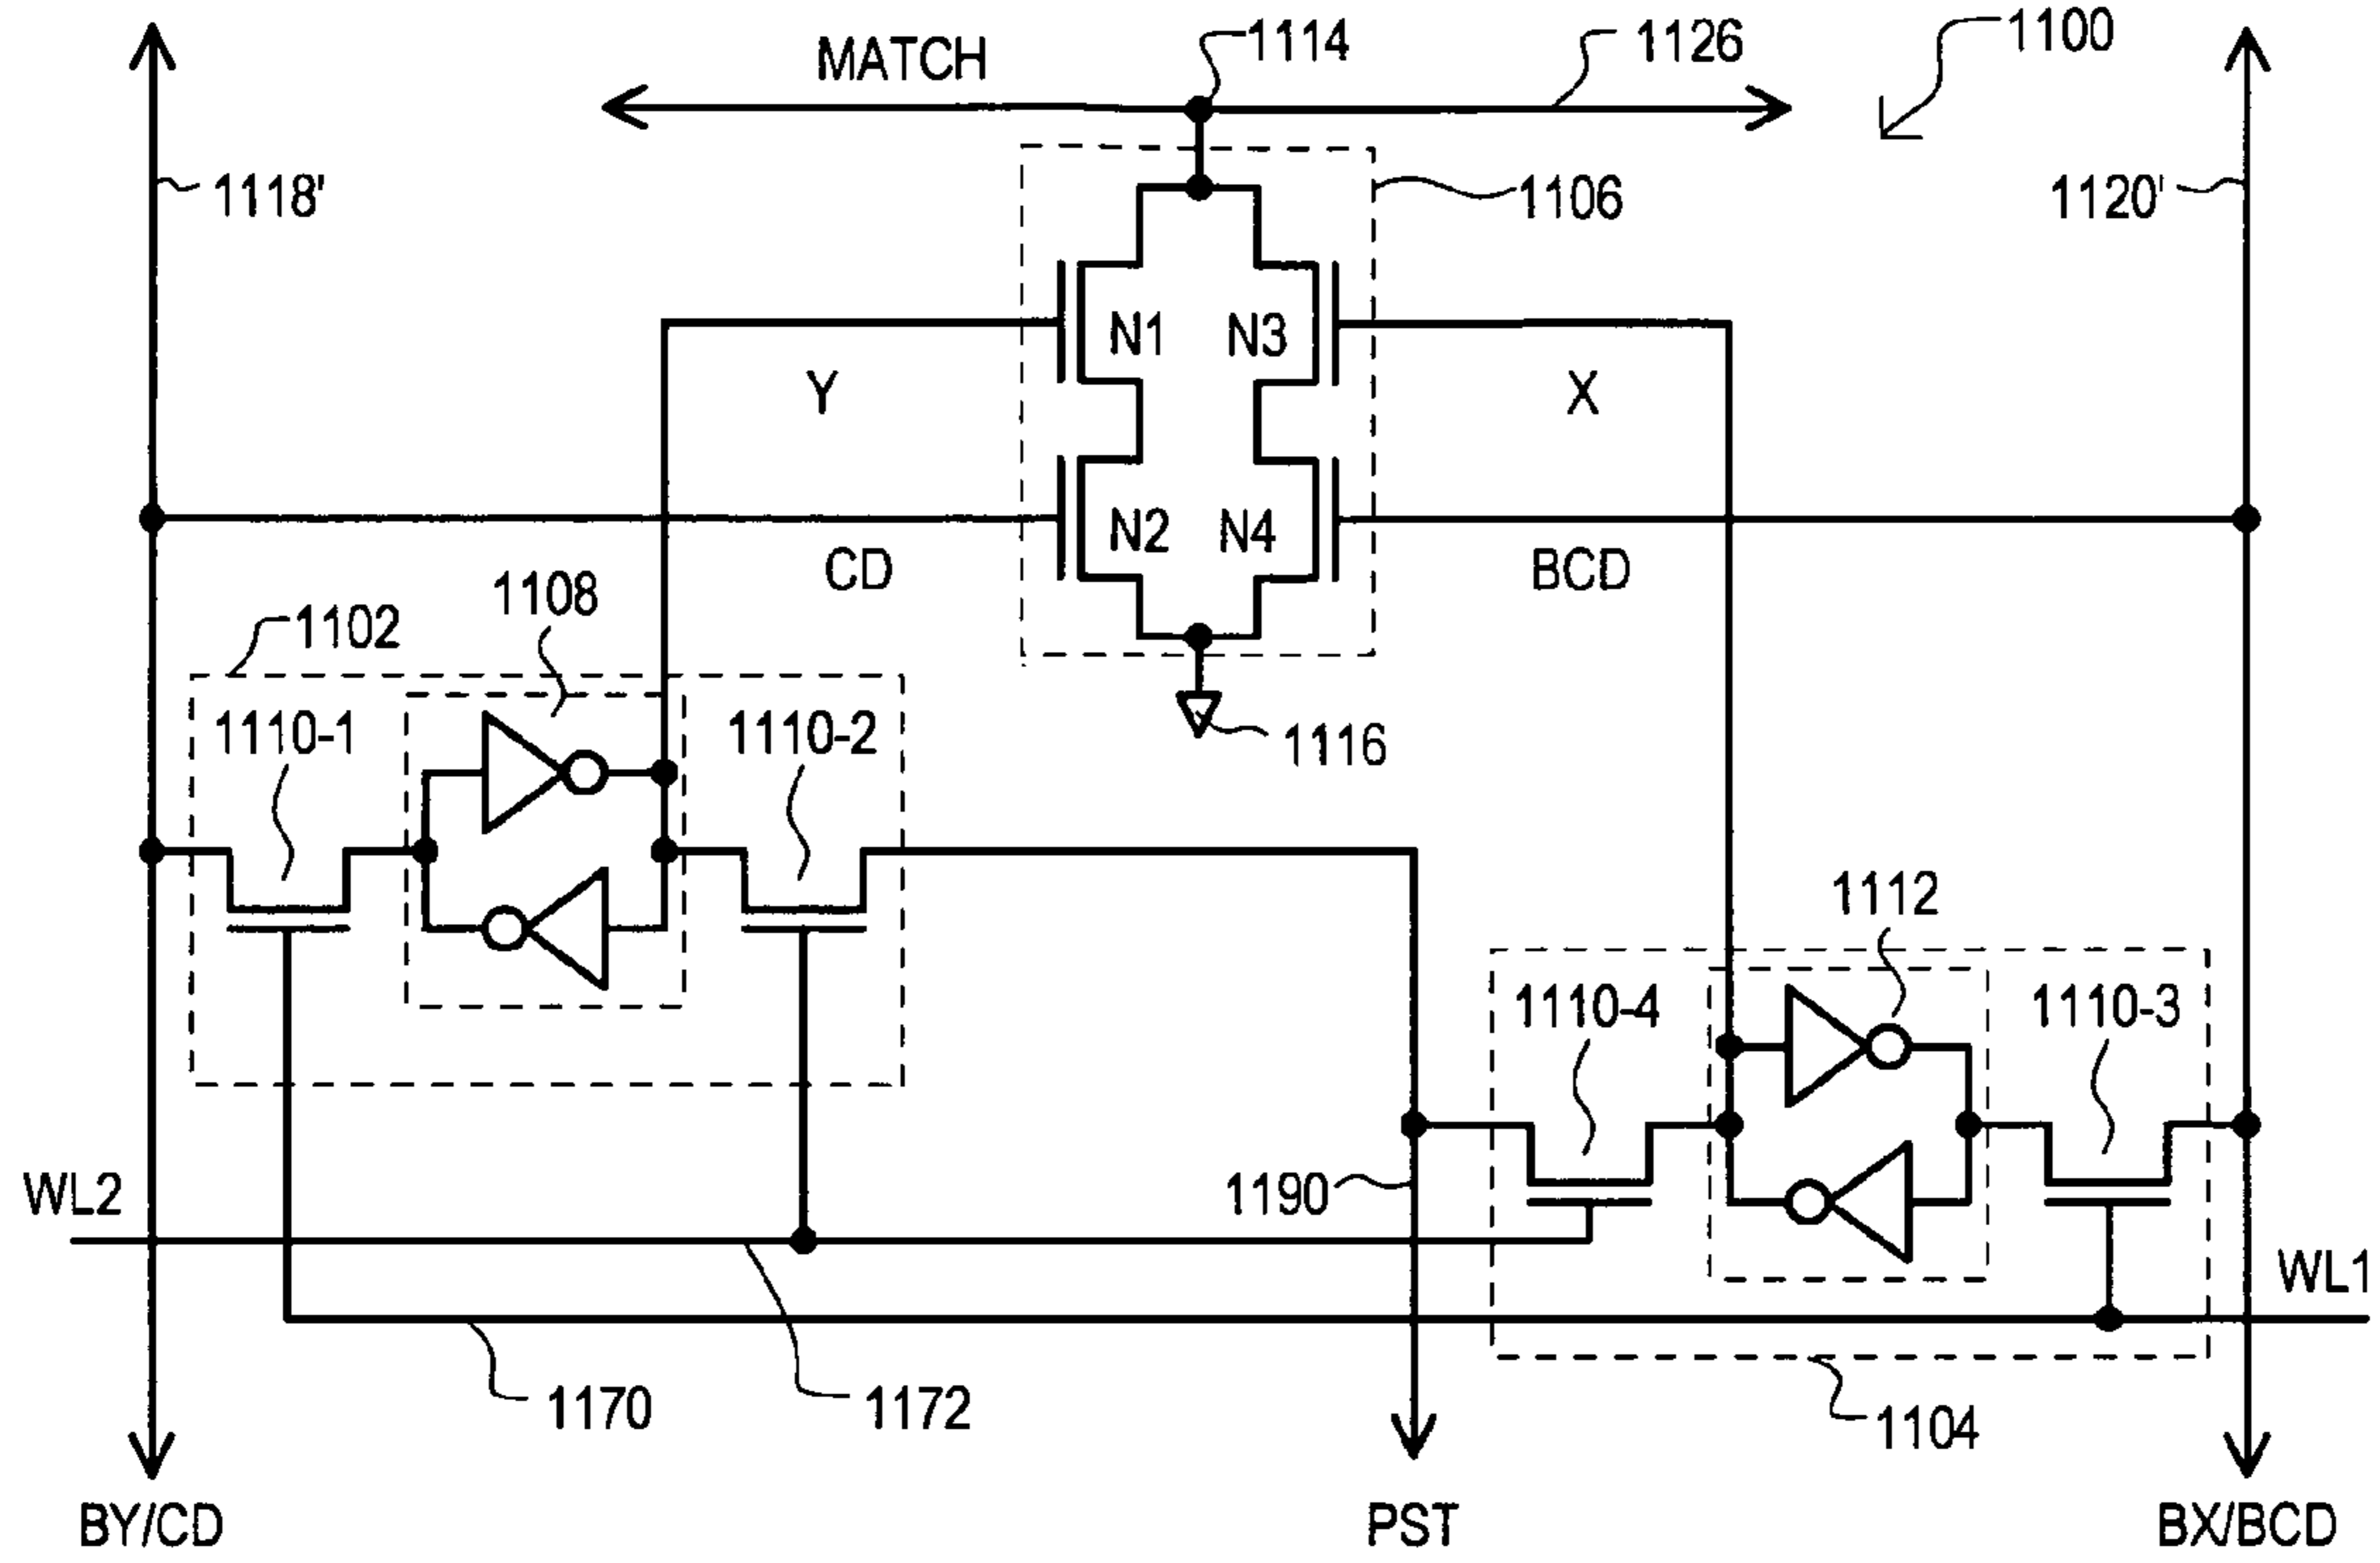 MATCH
1114
1126
1100
1118'
1106
1120'
N1
N3
Y
X
N2
N4
CD
BCD
1108
1102
1110-1
1110-2
1116
1112
1110-4
1110-3
WL2
1190
WL1
1170
1172
1104
BY/CD
PST
BX/BCD